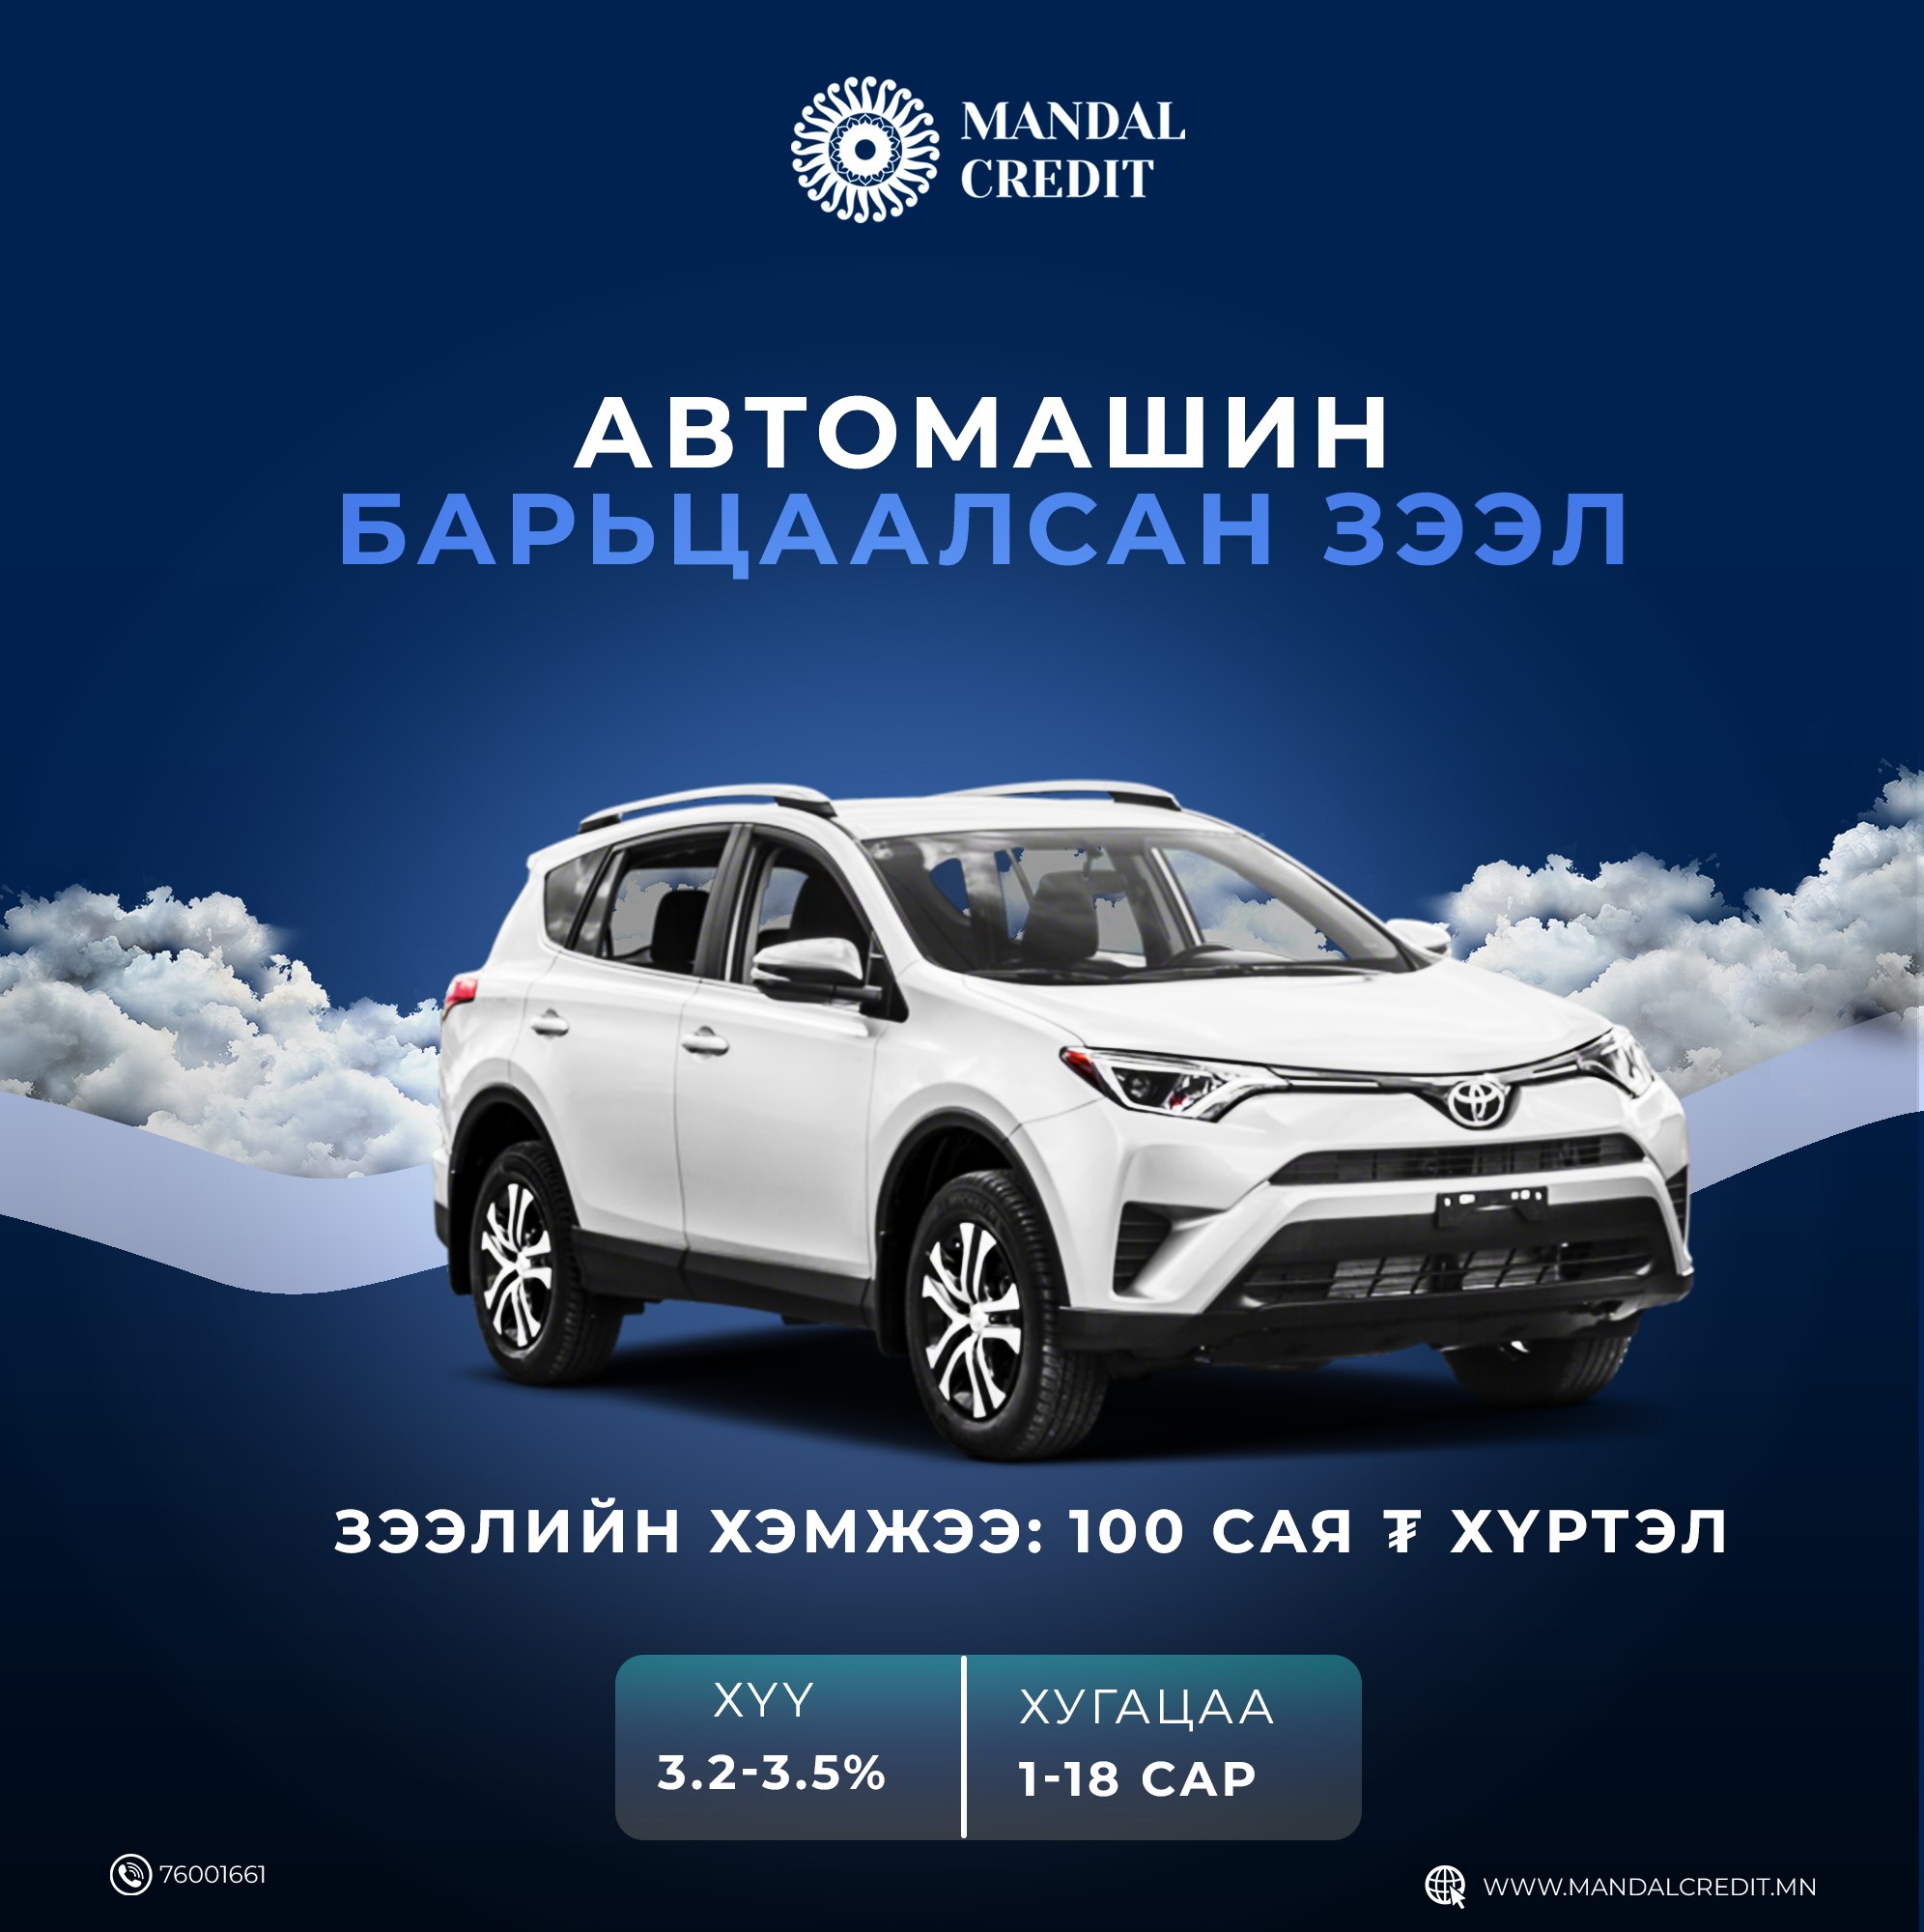 MANDAL
CREDIT
АВТОМАШИН
БАРЬЦААЛСАН ЗЭЭЛ
ЗЭЭЛИЙН ХЭМЖЭЭ: 100 САЯ ₮ ХҮРТЭЛ
ХҮҮ
3.2-3.5%
ХУГАЦАА
1-18 САР
76001661
WWW.MANDALCREDIT.MN